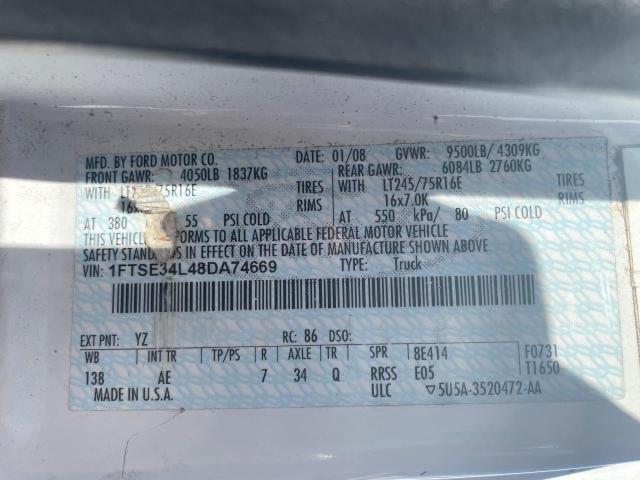 MFD. BY FORD MOTOR CO. 01/08 GVWR: 9500LB/ 4309KG
FRONT GAWR: 4050LB 1837KG REAR GAWR: 6084LB 2760KG
WITH LT245/75R16E TIRES WITH LT245/75R16E TIRES
RIMS 16x7.0K RIMS
AT 380 55 PSI COLD AT 550 kPa/ 80 PSI COLD
THIS VEHICLE CONFORMS TO ALL APPLICABLE FEDERAL MOTOR VEHICLE
SAFETY STANDARDS IN EFFECT ON THE DATE OF MANUFACTURE SHOWN ABOVE.
VIN: 1FTSE34L48DA74669 TYPE: Truck
EXT PNT: YZ RC: 86 DSO:
WB INT TR TP/PS R AXLE TR SPR 8E414 F0731
138 AE 7 34 Q RRSS E05 T1650
MADE IN U.S.A. ULC ▽5U5A-3520472-AA